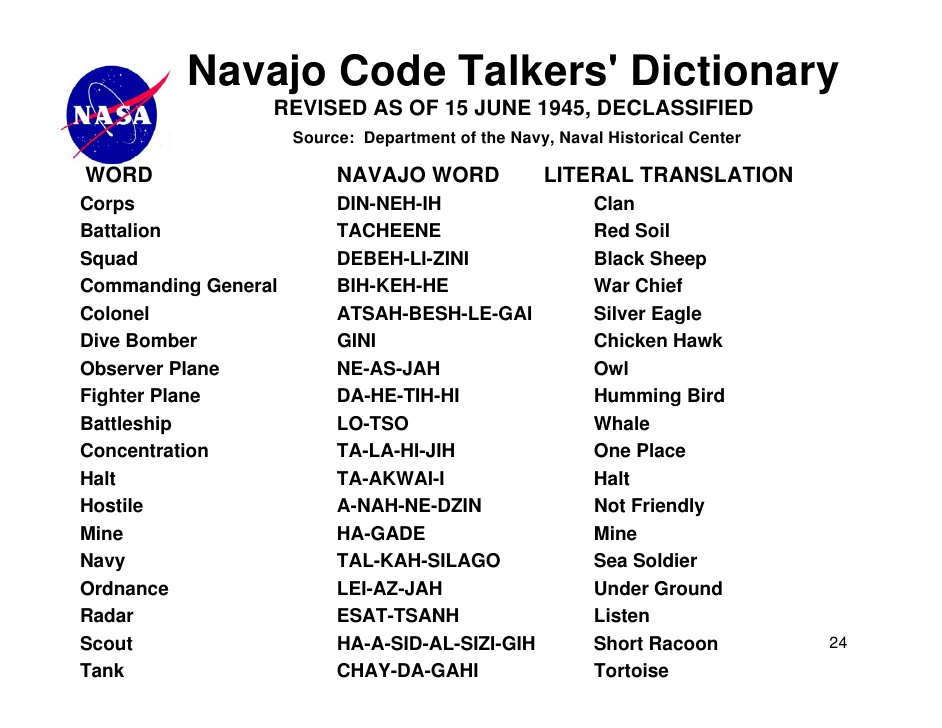 Navajo Code Talkers' Dictionary
REVISED AS OF 15 JUNE 1945, DECLASSIFIED
NASA
Source: Department of the Navy, Naval Historical Center
WORD NAVAJO WORD LITERAL TRANSLATION
Corps DIN-NEH-IH Clan
Battalion TACHEENE Red Soil
Squad DEBEH-LI-ZINI Black Sheep
Commanding General BIH-KEH-HE War Chief
Colonel ATSAH-BESH-LE-GAI Silver Eagle
Dive Bomber GINI Chicken Hawk
Observer Plane NE-AS-JAH Owl
Fighter Plane DA-HE-TIH-HI Humming Bird
Battleship LO-TSO Whale
Concentration TA-LA-HI-JIH One Place
Halt TA-AKWAI-I Halt
Hostile A-NAH-NE-DZIN Not Friendly
Mine HA-GADE Mine
Navy TAL-KAH-SILAGO Sea Soldier
Ordnance LEI-AZ-JAH Under Ground
Radar ESAT-TSANH Listen
Scout HA-A-SID-AL-SIZI-GIH Short Racoon 24
Tank CHAY-DA-GAHI Tortoise